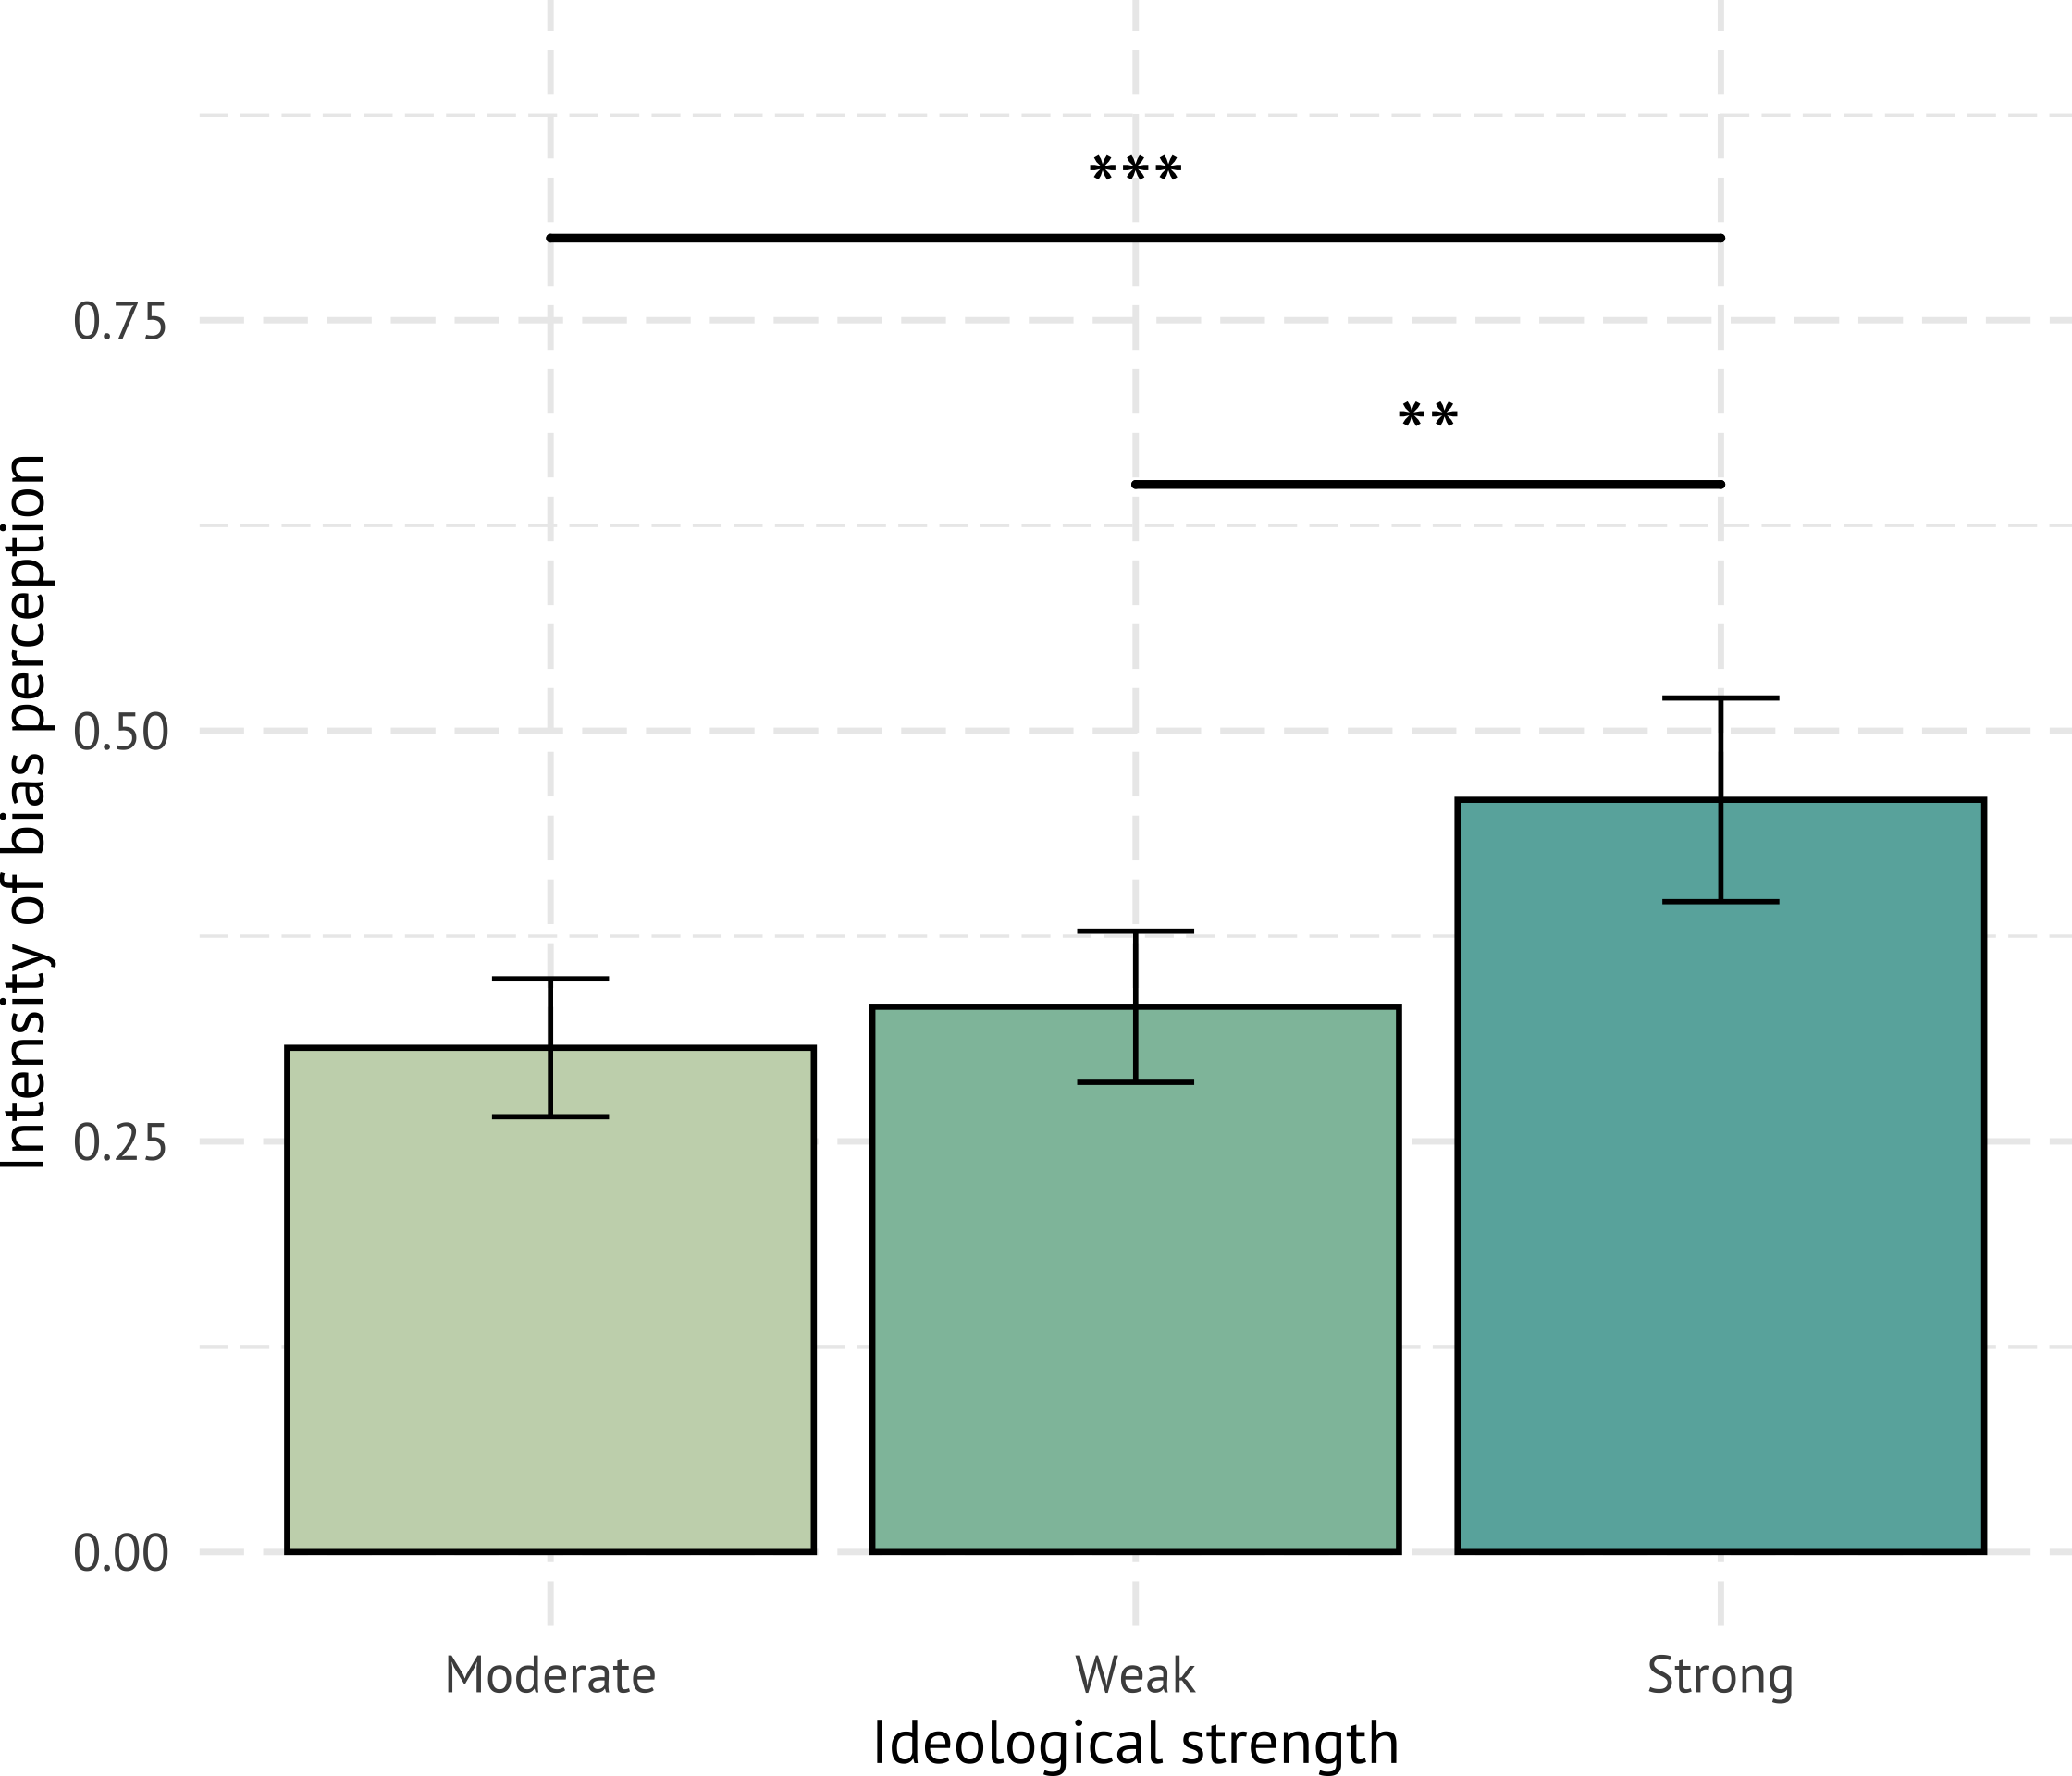 ***
0.75
**
Intensity of bias perception
0.50
0.25
0.00
Moderate Weak Strong
Ideological strength